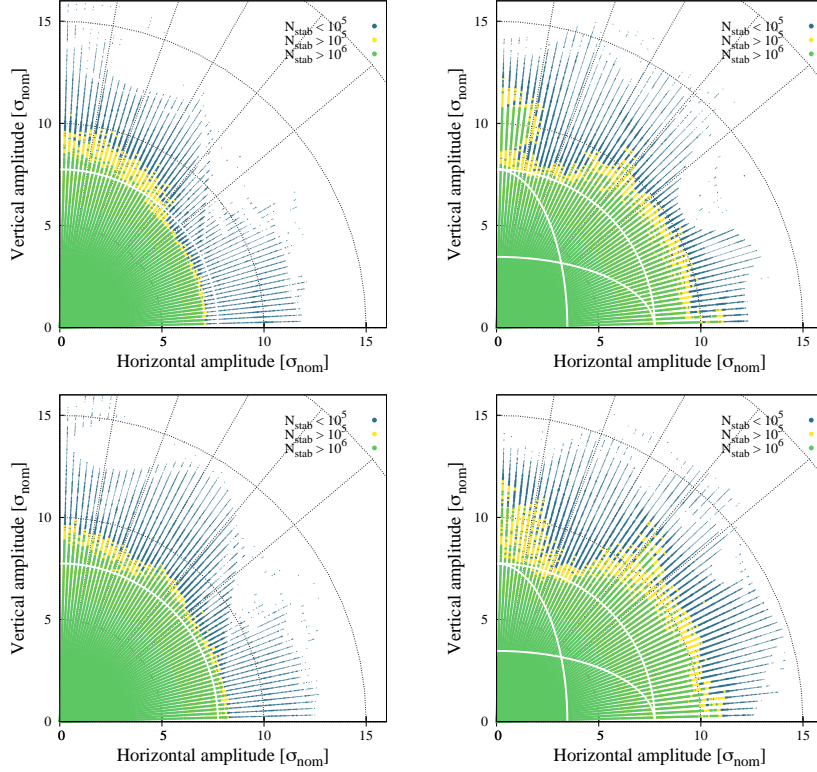 15
10
5
0
0
5
10
15
Vertical amplitude [σnom]
Horizontal amplitude [σnom]
Nstab < 10^5
Nstab > 10^5
Nstab > 10^6
15
10
5
0
0
5
10
15
Vertical amplitude [σnom]
Horizontal amplitude [σnom]
Nstab < 10^5
Nstab > 10^5
Nstab > 10^6
15
10
5
0
0
5
10
15
Vertical amplitude [σnom]
Horizontal amplitude [σnom]
Nstab < 10^5
Nstab > 10^5
Nstab > 10^6
15
10
5
0
0
5
10
15
Vertical amplitude [σnom]
Horizontal amplitude [σnom]
Nstab < 10^5
Nstab > 10^5
Nstab > 10^6